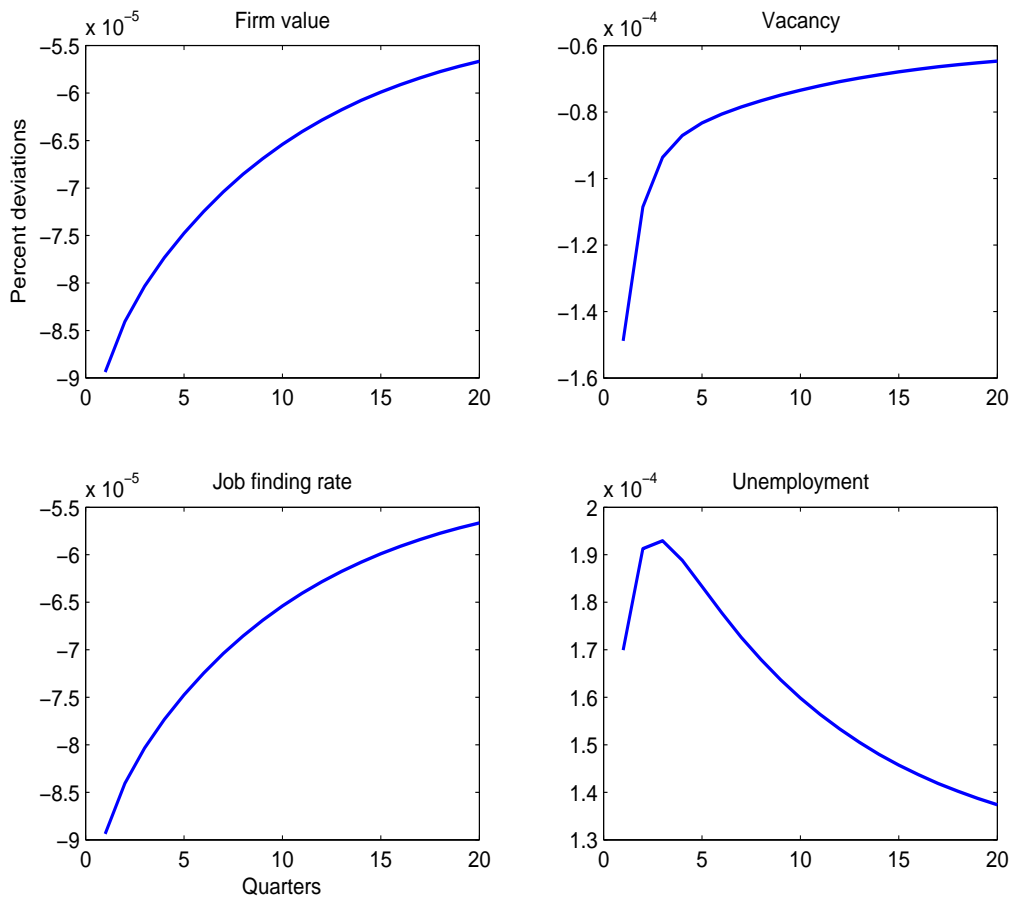 x 10⁻⁵
Firm value
−5.5
−6
−6.5
−7
−7.5
−8
−8.5
−9
0 5 10 15 20
Percent deviations
x 10⁻⁴
Vacancy
−0.6
−0.8
−1
−1.2
−1.4
−1.6
0 5 10 15 20
x 10⁻⁵
Job finding rate
−5.5
−6
−6.5
−7
−7.5
−8
−8.5
−9
0 5 10 15 20
Quarters
x 10⁻⁴
Unemployment
2
1.9
1.8
1.7
1.6
1.5
1.4
1.3
0 5 10 15 20